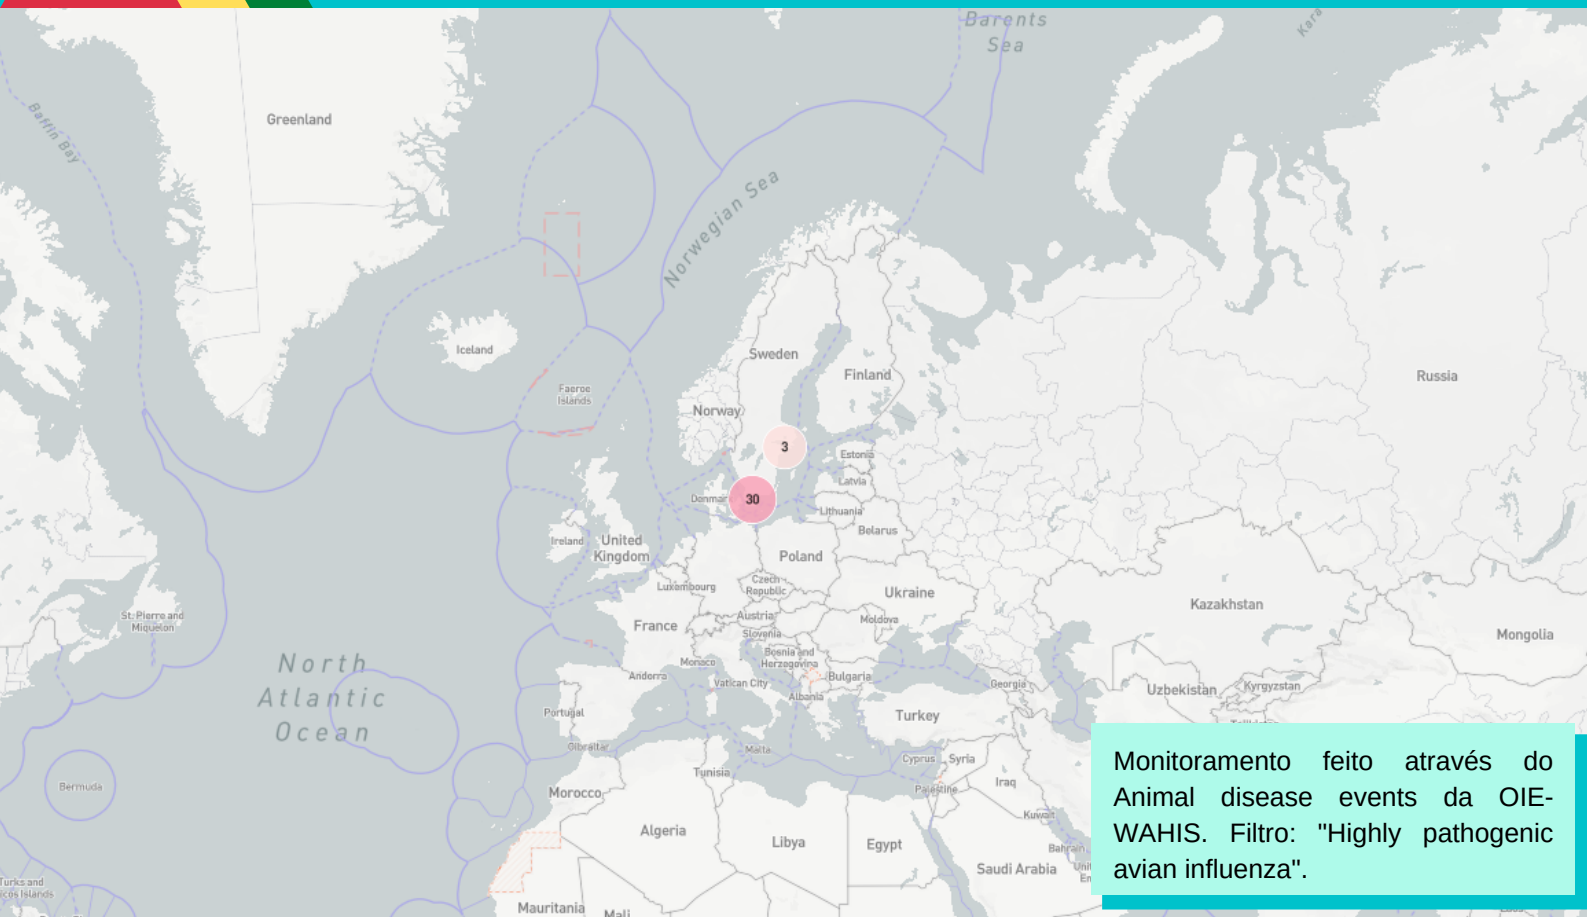 Barents
Sea
Kara
Baffin Bay
Greenland
Norwegian Sea
Iceland
Sweden
Finland
Russia
Faeroe
Islands
Norway
3
Estonia
Latvia
30
Lithuania
Belarus
Ireland
United
Kingdom
Poland
Luxembourg
Czech
Republic
Ukraine
Kazakhstan
St. Pierre and
Miquelon
France
Austria
Moldova
Slovenia
Mongolia
North
Atlantic
Ocean
Bosnia and
Herzegovina
Monaco
Andorra
Vatican City
Bulgaria
Georgia
Uzbekistan
Kyrgyzstan
Albania
Portugal
Turkey
Gibraltar
Malta
Cyprus
Syria
Bermuda
Tunisia
Morocco
Palestine
Iraq
Kuwait
Algeria
Libya
Egypt
Bahrain
Saudi Arabia
Turks and
Mauritania
Mali
Monitoramento feito através do
Animal disease events da OIE-
WAHIS. Filtro: "Highly pathogenic
avian influenza".